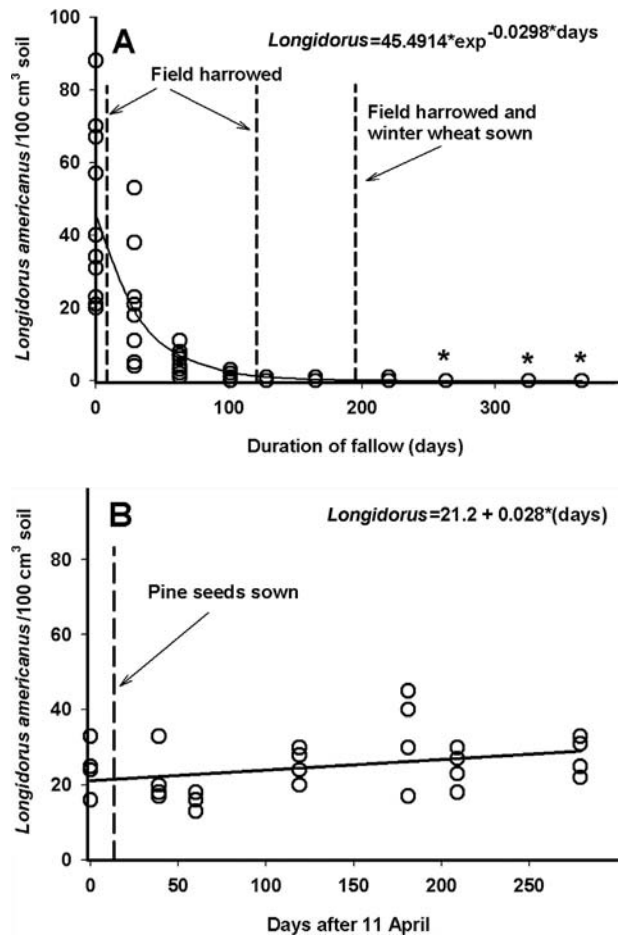 A
Longidorus=45.4914*exp-0.0298*days
Field harrowed
Field harrowed and
winter wheat sown
Longidorus americanus/100 cm3 soil
100
80
60
40
20
0
* * *
0 100 200 300
Duration of fallow (days)
B
Longidorus=21.2 + 0.028*(days)
Pine seeds sown
Longidorus americanus/100 cm3 soil
80
60
40
20
0
0 50 100 150 200 250
Days after 11 April